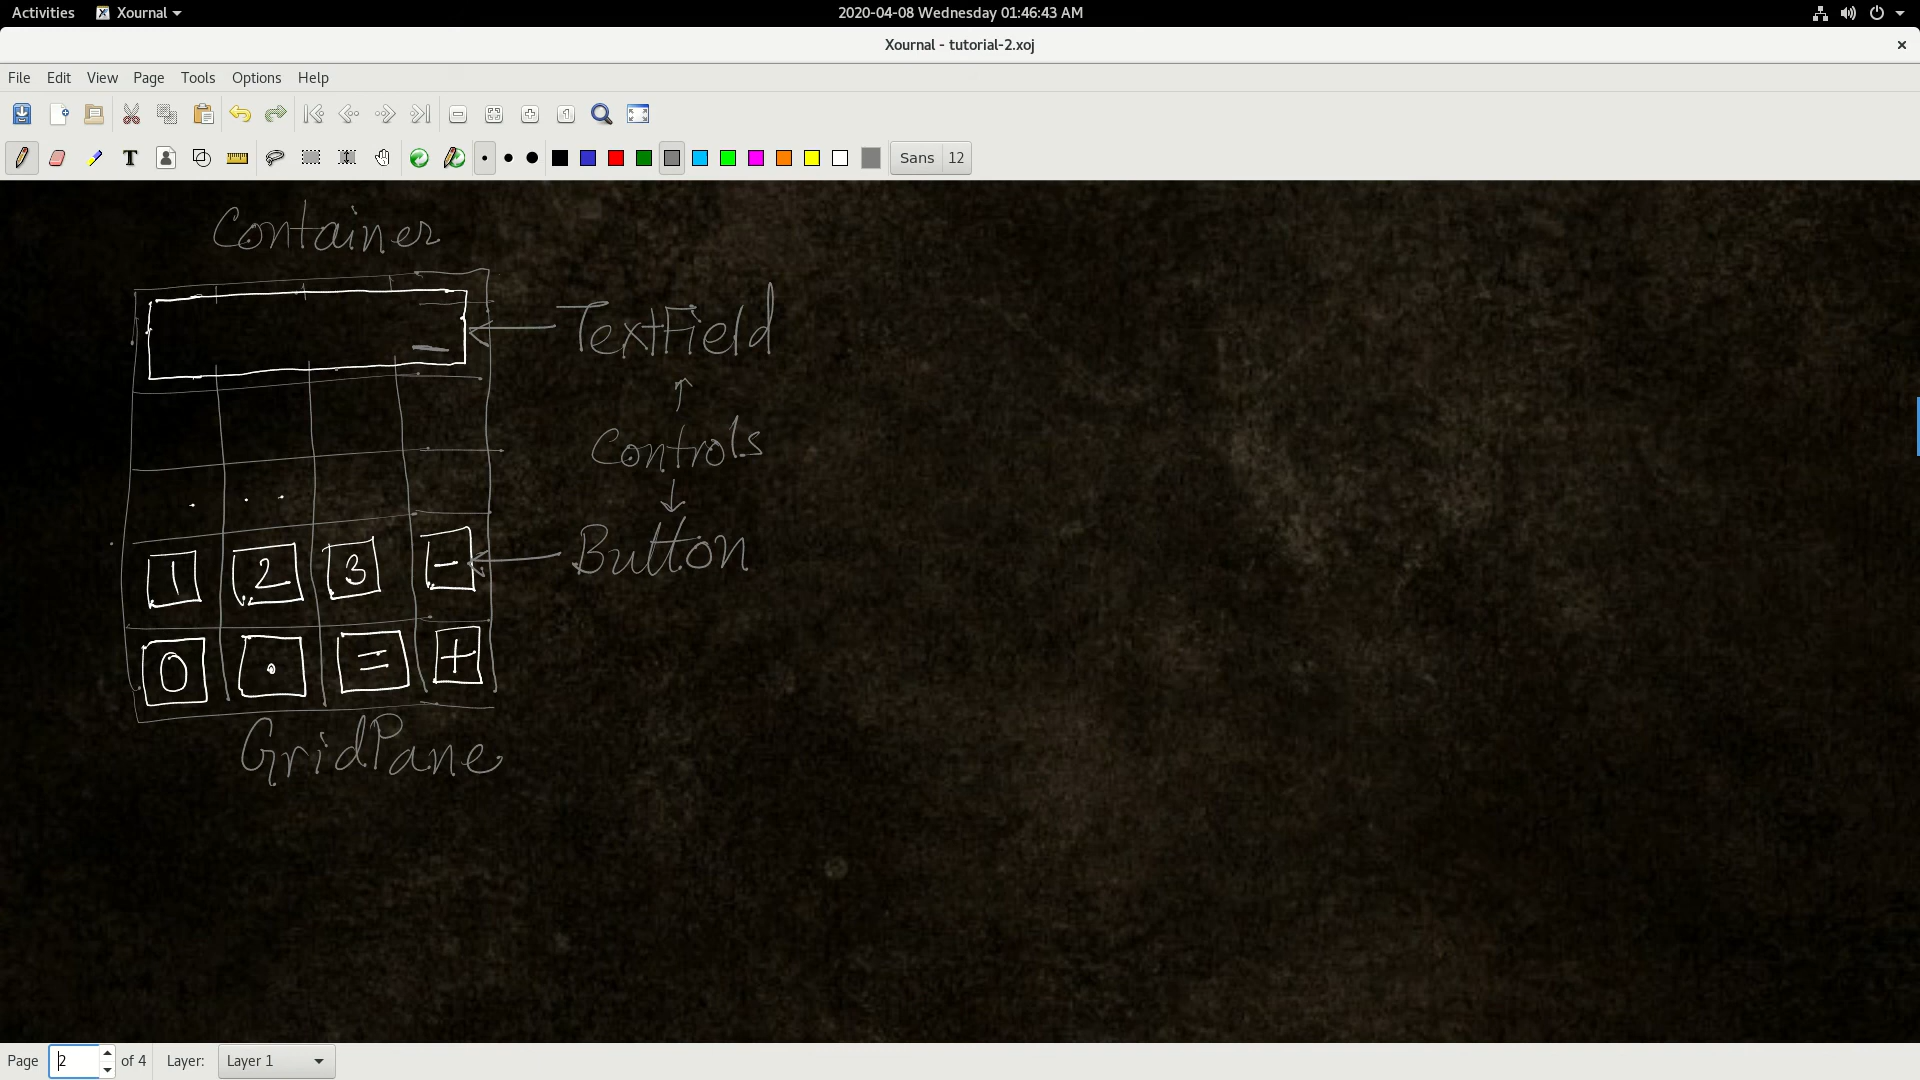 Activities Xournal 2020-04-08 Wednesday 01:46:43 AM
Xournal - tutorial-2.xoj
File Edit View Page Tools Options Help
Sans 12
Container
TextField
Controls
Button
1 2 3 -
0 . = +
GridPane
Page 2 of 4 Layer: Layer 1